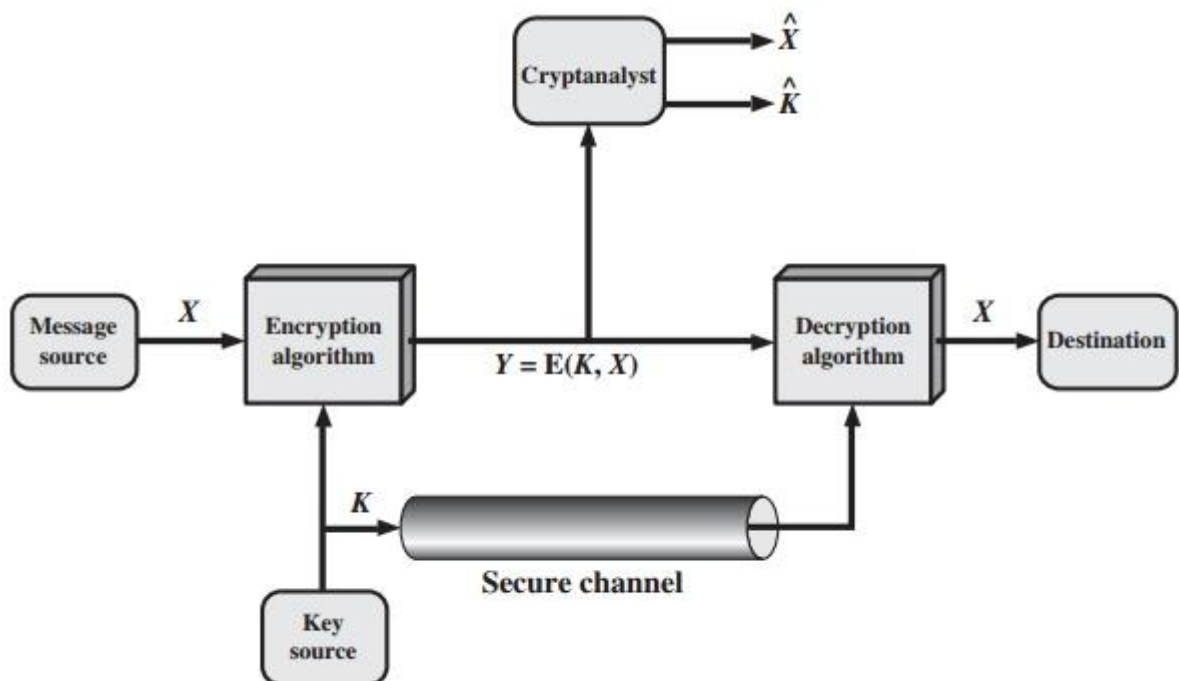 X̂
Cryptanalyst
K̂
Message
source
X
Encryption
algorithm
Y = E(K, X)
Decryption
algorithm
X
Destination
K
Secure channel
Key
source